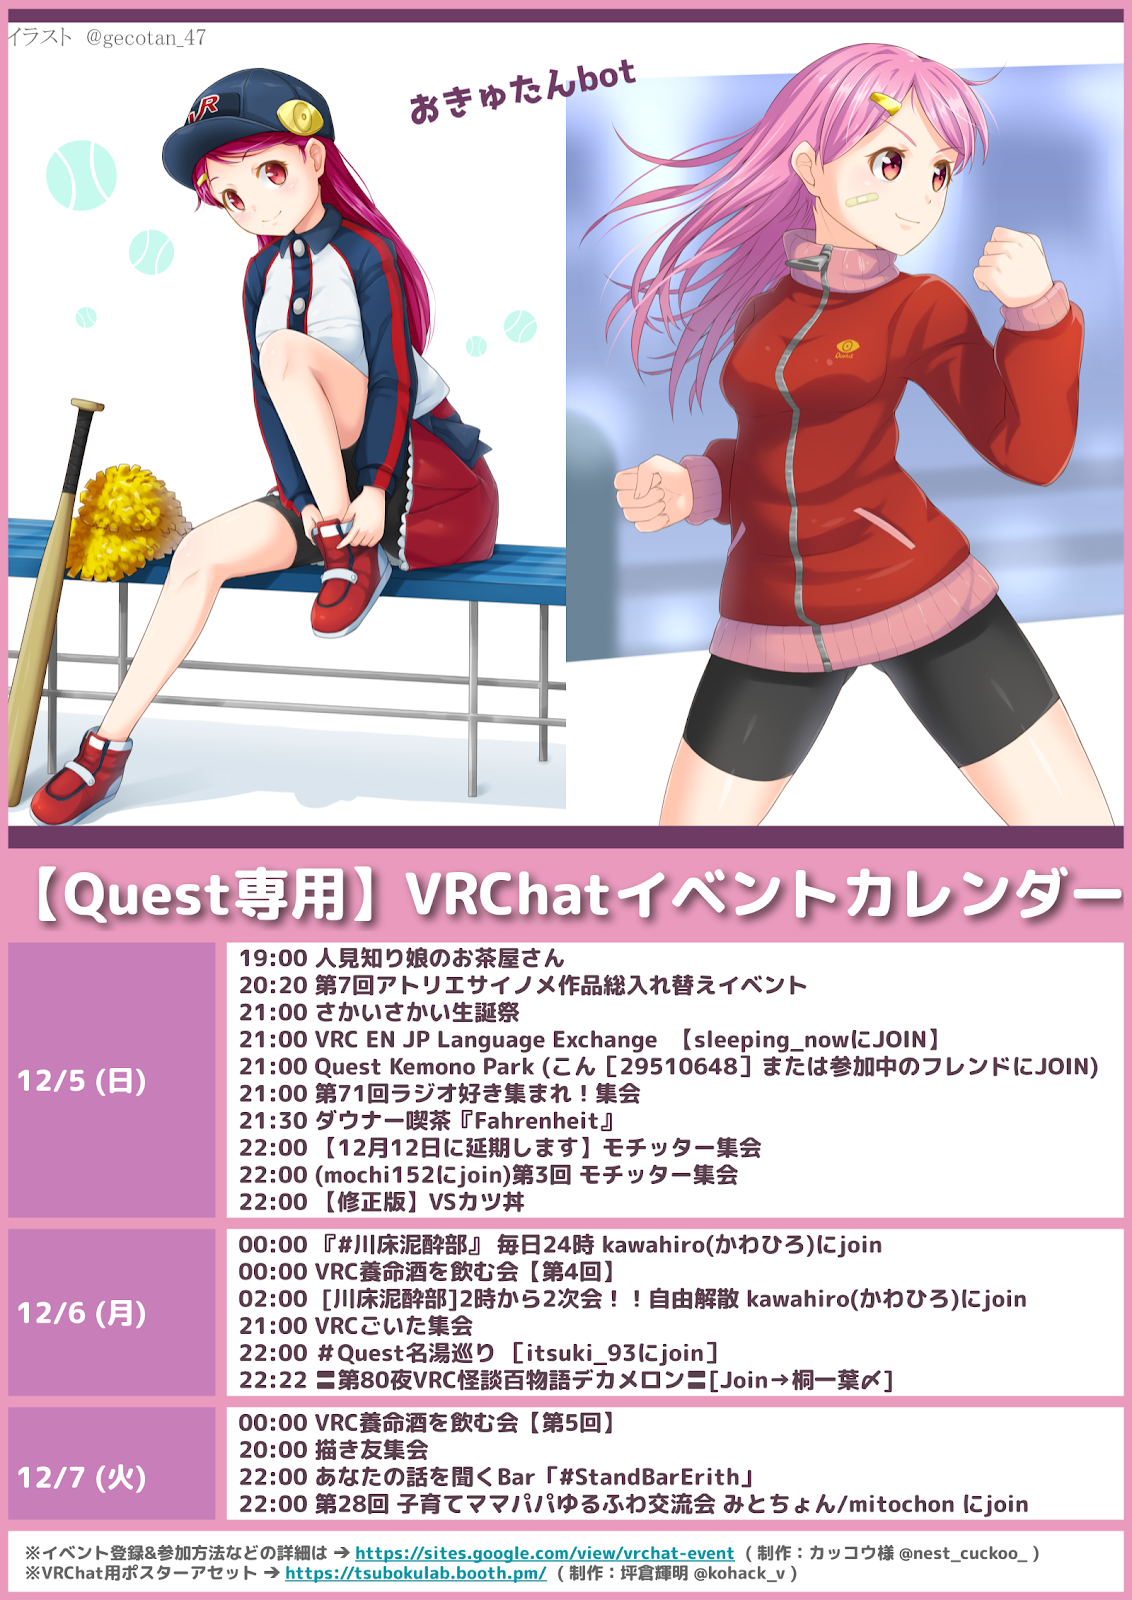 イラスト @gecotan_47
おきゅたんbot
VR
Quest
【Quest専用】VRChatイベントカレンダー
12/5 (日)
19:00 人見知り娘のお茶屋さん
20:20 第7回アトリエサイノメ作品総入れ替えイベント
21:00 さかいさかい生誕祭
21:00 VRC EN JP Language Exchange 【sleeping_nowにJOIN】
21:00 Quest Kemono Park (こん［29510648］または参加中のフレンドにJOIN)
21:00 第71回ラジオ好き集まれ！集会
21:30 ダウナー喫茶『Fahrenheit』
22:00 【12月12日に延期します】モチッター集会
22:00 (mochi152にjoin)第3回 モチッター集会
22:00 【修正版】VSカツ丼
12/6 (月)
00:00 『#川床泥酔部』 毎日24時 kawahiro(かわひろ)にjoin
00:00 VRC養命酒を飲む会【第4回】
02:00 [川床泥酔部]2時から2次会！！自由解散 kawahiro(かわひろ)にjoin
21:00 VRCごいた集会
22:00 ＃Quest名湯巡り ［itsuki_93にjoin］
22:22 〓第80夜VRC怪談百物語デカメロン〓[Join→桐一葉〆]
12/7 (火)
00:00 VRC養命酒を飲む会【第5回】
20:00 描き友集会
22:00 あなたの話を聞くBar「#StandBarErith」
22:00 第28回 子育てママパパゆるふわ交流会 みとちょん/mitochon にjoin
※イベント登録&参加方法などの詳細は → https://sites.google.com/view/vrchat-event ( 制作：カッコウ様 @nest_cuckoo_ )
※VRChat用ポスターアセット → https://tsubokulab.booth.pm/ ( 制作：坪倉輝明 @kohack_v )